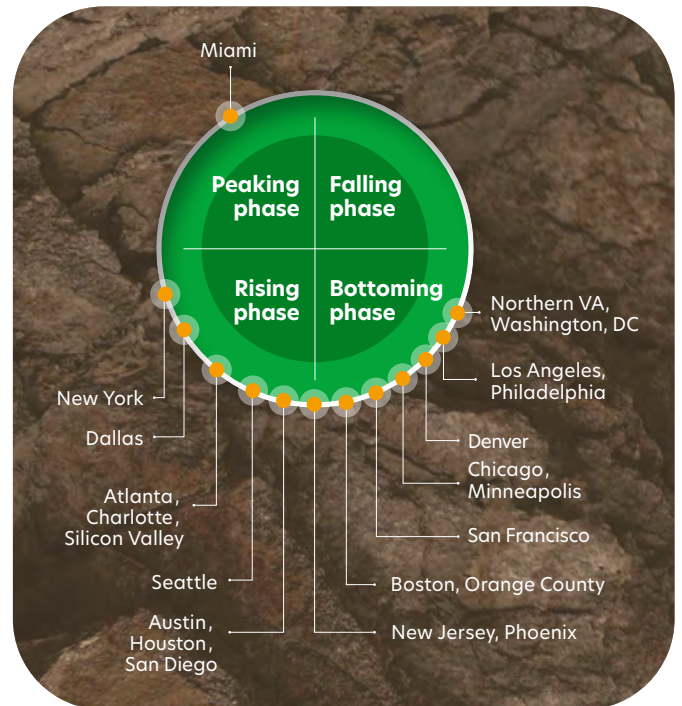 Miami
Peaking
phase
Falling
phase
Rising
phase
Bottoming
phase
Northern VA,
Washington, DC
Los Angeles,
Philadelphia
New York
Dallas
Denver
Chicago,
Minneapolis
Atlanta,
Charlotte,
Silicon Valley
San Francisco
Seattle
Boston, Orange County
Austin,
Houston,
San Diego
New Jersey, Phoenix